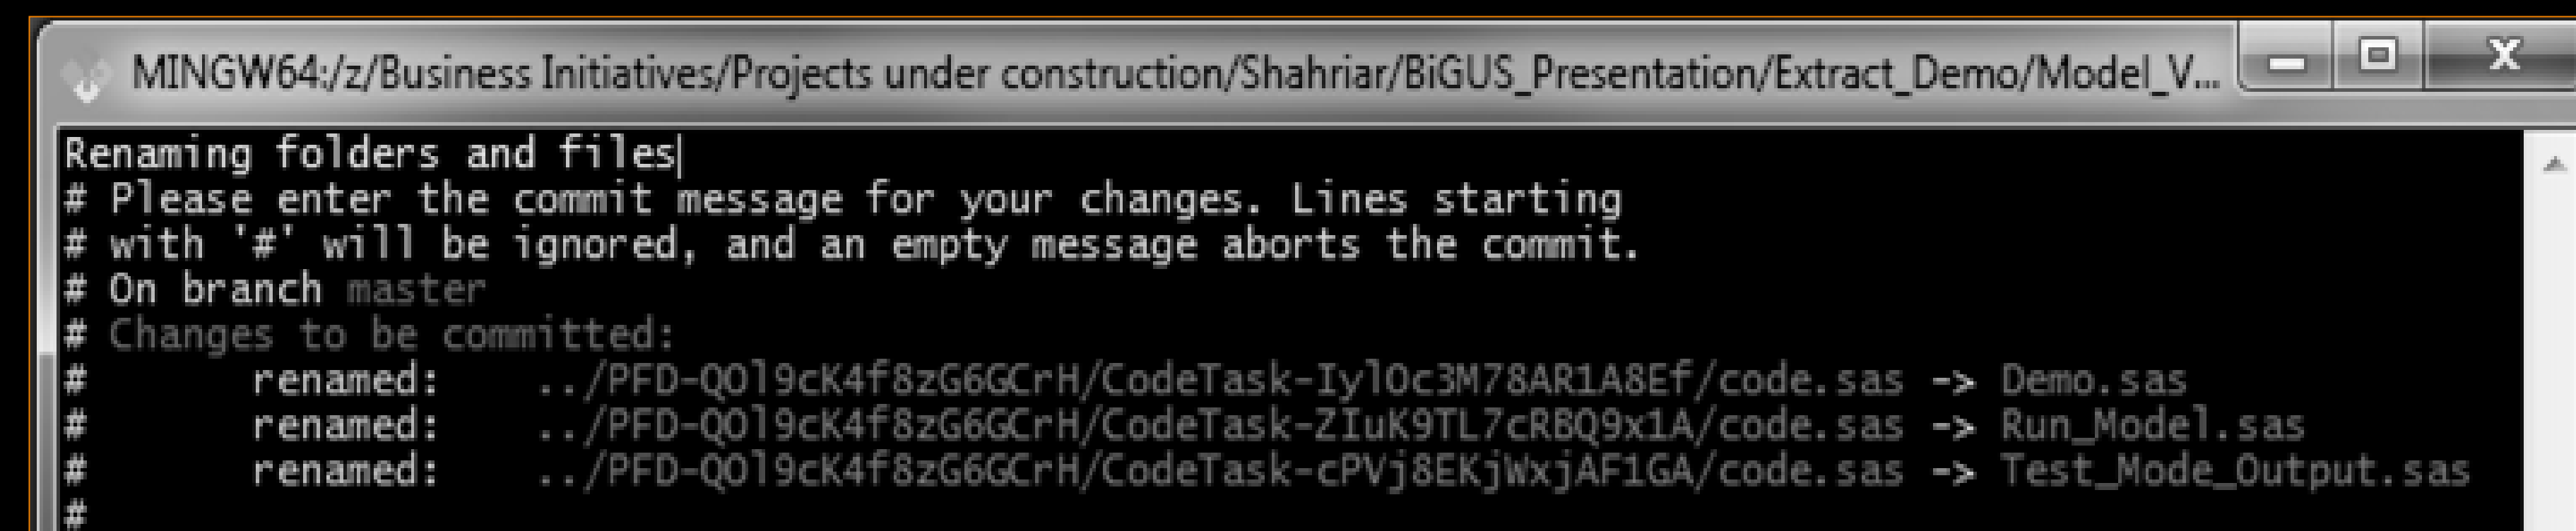 MINGW64:/z/Business Initiatives/Projects under construction/Shahriar/BiGUS_Presentation/Extract_Demo/Model_V...
Renaming folders and files
# Please enter the commit message for your changes. Lines starting
# with '#' will be ignored, and an empty message aborts the commit.
# On branch master
# Changes to be committed:
#       renamed:    ../PFD-QOl9cK4f8zG6GCrH/CodeTask-IylOc3M78AR1A8Ef/code.sas -> Demo.sas
#       renamed:    ../PFD-QOl9cK4f8zG6GCrH/CodeTask-ZIuK9TL7cRBQ9x1A/code.sas -> Run_Model.sas
#       renamed:    ../PFD-QOl9cK4f8zG6GCrH/CodeTask-cPVj8EKjWxjAF1GA/code.sas -> Test_Mode_Output.sas
#